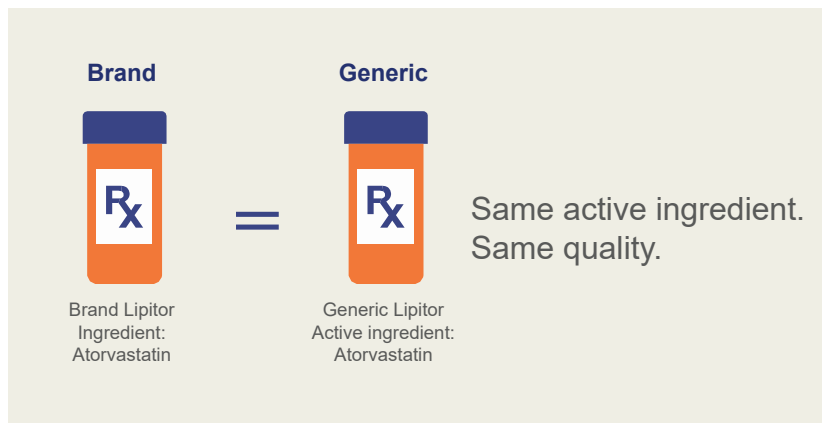 Brand
Generic
Rx
Rx
=
Same active ingredient.
Same quality.
Brand Lipitor
Ingredient:
Atorvastatin
Generic Lipitor
Active ingredient:
Atorvastatin